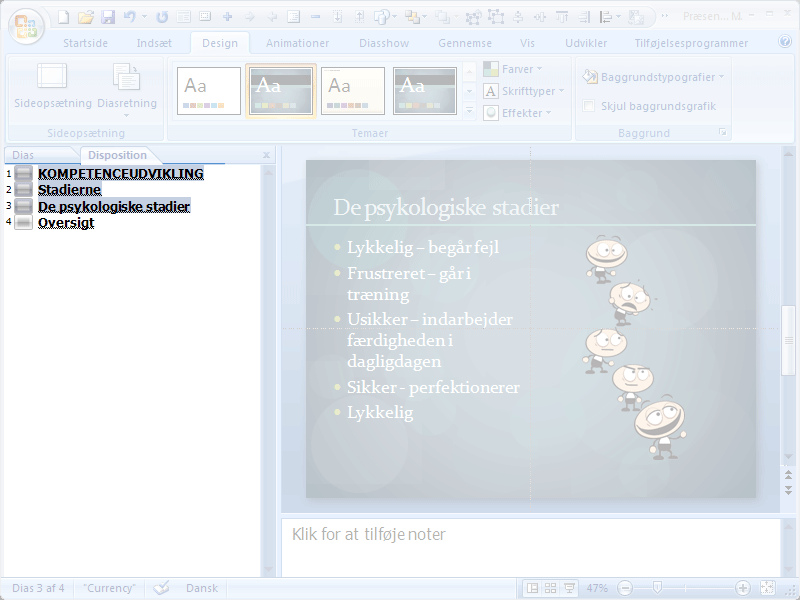 Præsen... M...
Startside Indsæt Design Animationer Diasshow Gennemse Vis Udvikler Tilføjelsesprogrammer
Sideopsætning Diasretning
Sideopsætning
Aa Aa Aa Aa
Temaer
Farver
Skrifttyper
Effekter
Baggrundstypografier
Skjul baggrundsgrafik
Baggrund
Dias Disposition
1 KOMPETENCEUDVIKLING
2 Stadierne
3 De psykologiske stadier
4 Oversigt
De psykologiske stadier
• Lykkelig – begår fejl
• Frustreret – går i
træning
• Usikker – indarbejder
færdigheden i
dagligdagen
• Sikker - perfektionerer
• Lykkelig
Klik for at tilføje noter
Dias 3 af 4 "Currency" Dansk 47%